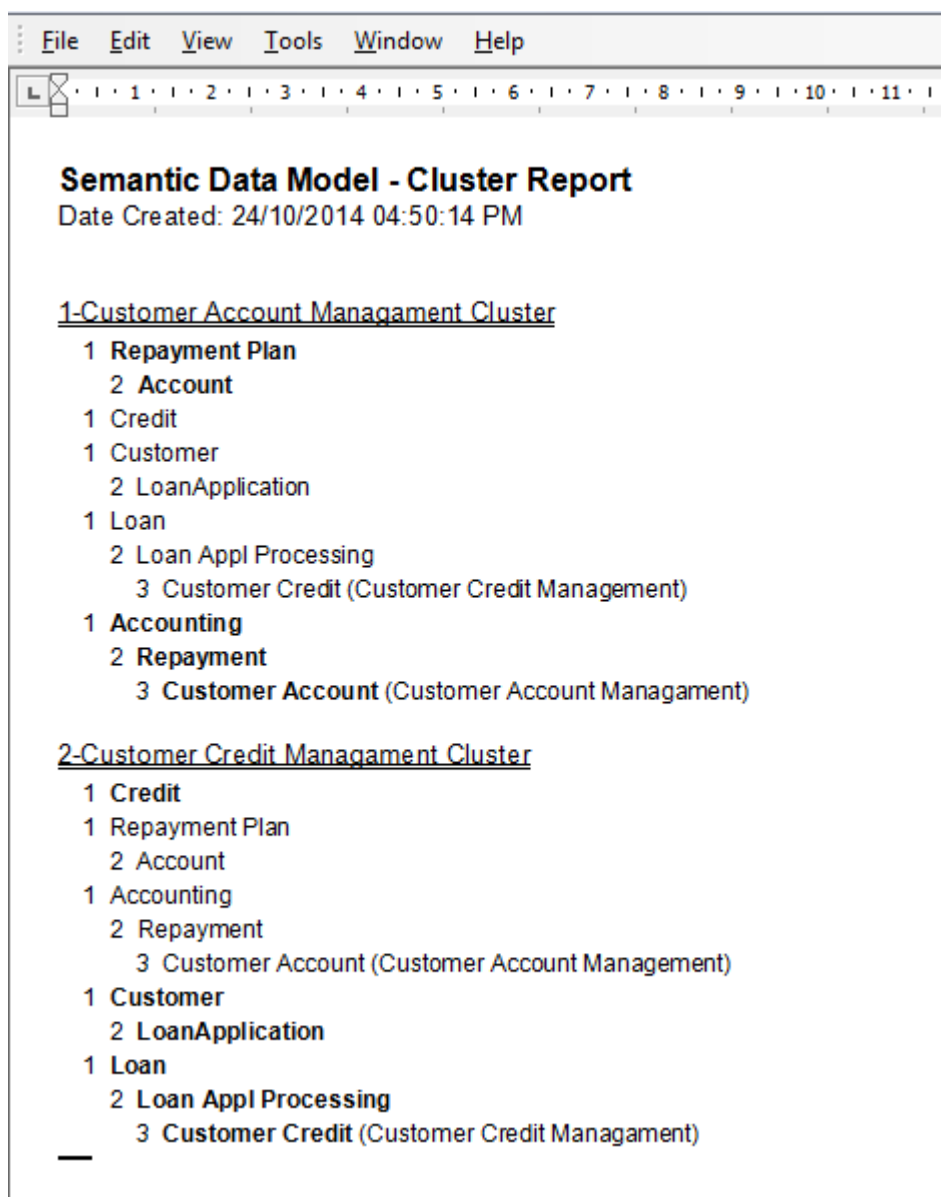 File Edit View Tools Window Help
L 1 2 3 4 5 6 7 8 9 10 11
Semantic Data Model - Cluster Report
Date Created: 24/10/2014 04:50:14 PM
1-Customer Account Managament Cluster
1 Repayment Plan
2 Account
1 Credit
1 Customer
2 LoanApplication
1 Loan
2 Loan Appl Processing
3 Customer Credit (Customer Credit Management)
1 Accounting
2 Repayment
3 Customer Account (Customer Account Managament)
2-Customer Credit Managament Cluster
1 Credit
1 Repayment Plan
2 Account
1 Accounting
2 Repayment
3 Customer Account (Customer Account Management)
1 Customer
2 LoanApplication
1 Loan
2 Loan Appl Processing
3 Customer Credit (Customer Credit Managament)